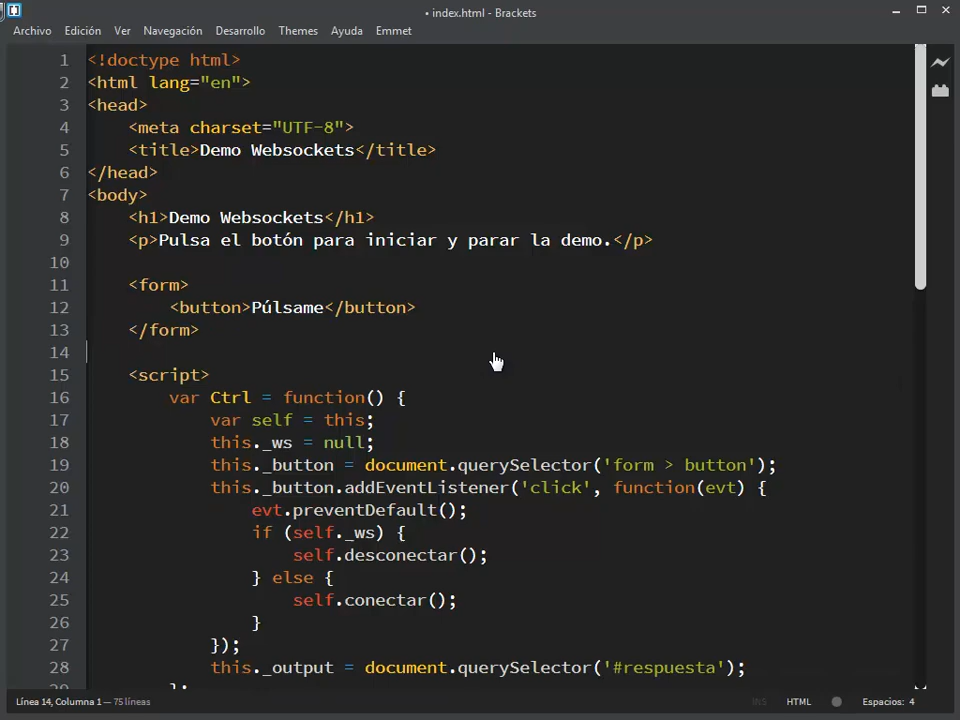 • index.html - Brackets
Archivo Edición Ver Navegación Desarrollo Themes Ayuda Emmet
1 <!doctype html>
2 <html lang="en">
3 <head>
4 <meta charset="UTF-8">
5 <title>Demo Websockets</title>
6 </head>
7 <body>
8 <h1>Demo Websockets</h1>
9 <p>Pulsa el botón para iniciar y parar la demo.</p>
10
11 <form>
12 <button>Púlsame</button>
13 </form>
14
15 <script>
16 var Ctrl = function() {
17 var self = this;
18 this._ws = null;
19 this._button = document.querySelector('form > button');
20 this._button.addEventListener('click', function(evt) {
21 evt.preventDefault();
22 if (self._ws) {
23 self.desconectar();
24 } else {
25 self.conectar();
26 }
27 });
28 this._output = document.querySelector('#respuesta');
29 };
Línea 14, Columna 1 — 75 líneas INS HTML Espacios: 4